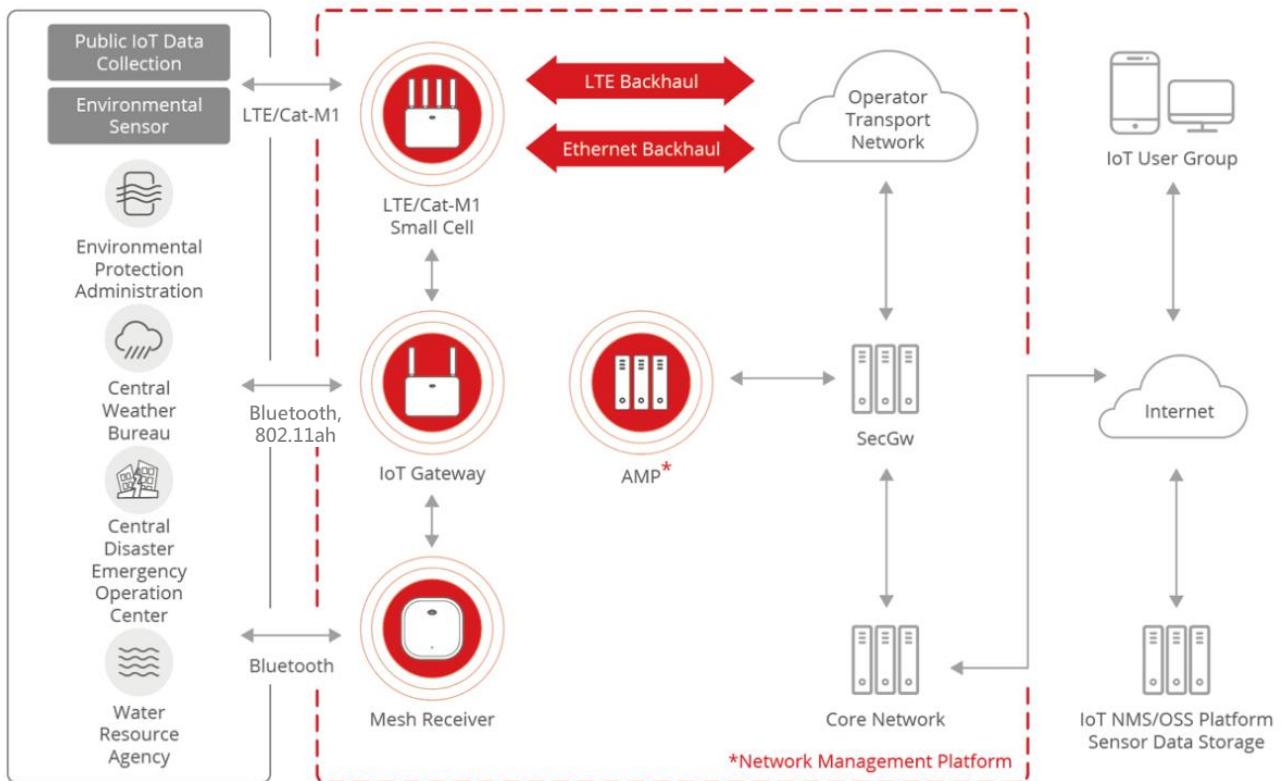 Public IoT Data
Collection
Environmental
Sensor
Environmental
Protection
Administration
Central
Weather
Bureau
Central
Disaster
Emergency
Operation
Center
Water
Resource
Agency
LTE/Cat-M1
Bluetooth,
802.11ah
Bluetooth
LTE/Cat-M1
Small Cell
IoT Gateway
Mesh Receiver
LTE Backhaul
Ethernet Backhaul
AMP*
Operator
Transport
Network
SecGw
Core Network
*Network Management Platform
IoT User Group
Internet
IoT NMS/OSS Platform
Sensor Data Storage